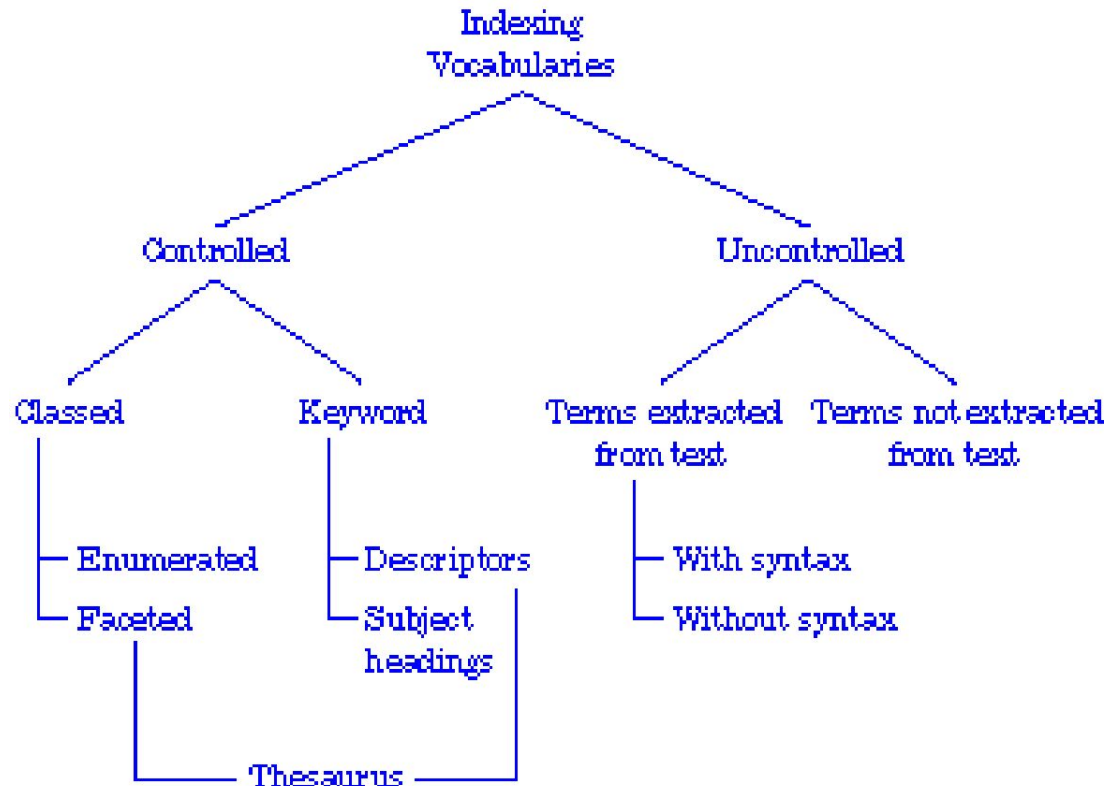 Indexing
Vocabularies
Controlled
Uncontrolled
Classed
Keyword
Terms extracted
from text
Terms not extracted
from text
Enumerated
Faceted
Descriptors
Subject
headings
With syntax
Without syntax
Thesaurus